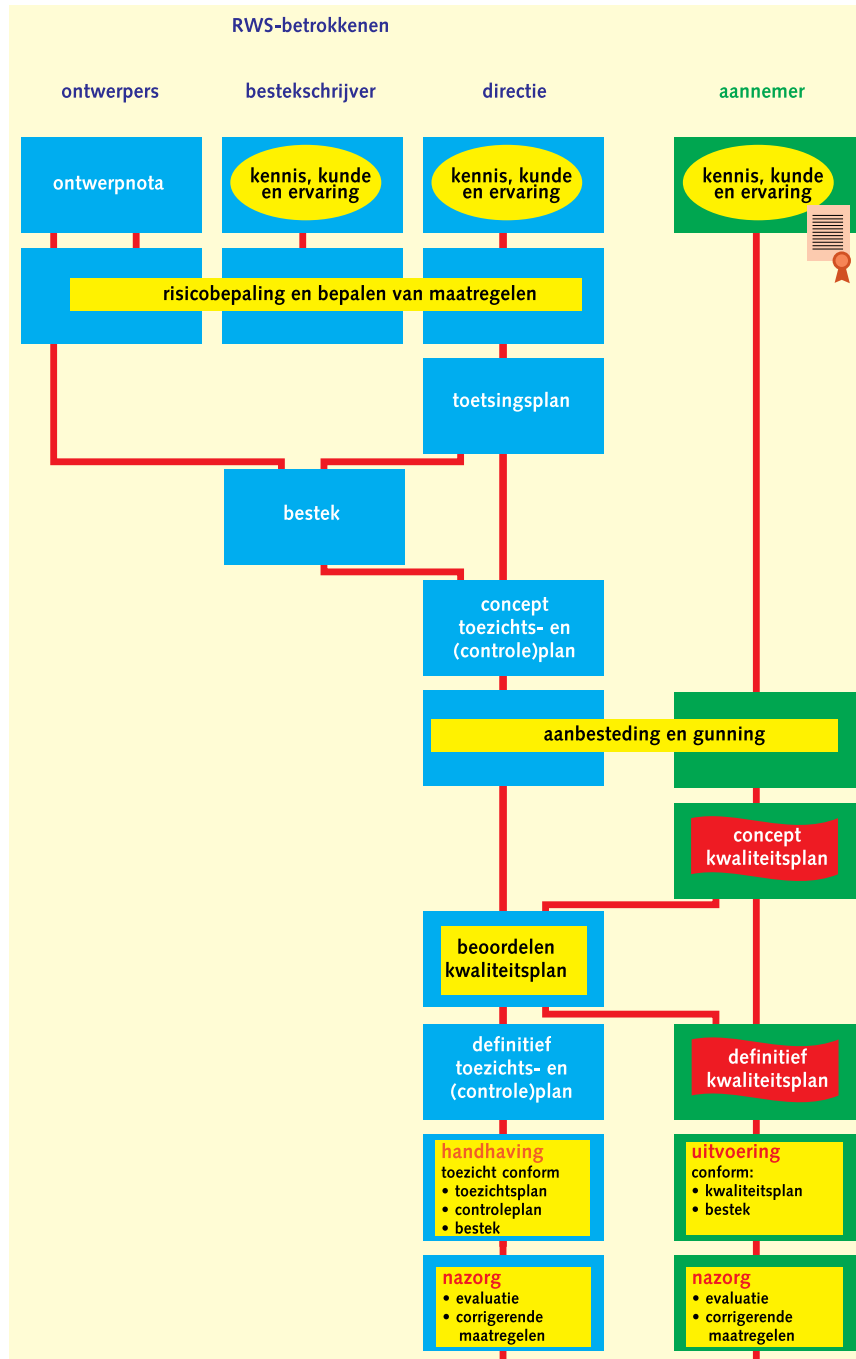 RWS-betrokkenen
ontwerpers
bestekschrijver
directie
aannemer
ontwerpnota
kennis, kunde
en ervaring
kennis, kunde
en ervaring
kennis, kunde
en ervaring
risicobepaling en bepalen van maatregelen
toetsingsplan
bestek
concept
toezichts- en
(controle)plan
aanbesteding en gunning
concept
kwaliteitsplan
beoordelen
kwaliteitsplan
definitief
toezichts- en
(controle)plan
definitief
kwaliteitsplan
handhaving
toezicht conform
• toezichtsplan
• controleplan
• bestek
uitvoering
conform:
• kwaliteitsplan
• bestek
nazorg
• evaluatie
• corrigerende
maatregelen
nazorg
• evaluatie
• corrigerende
maatregelen